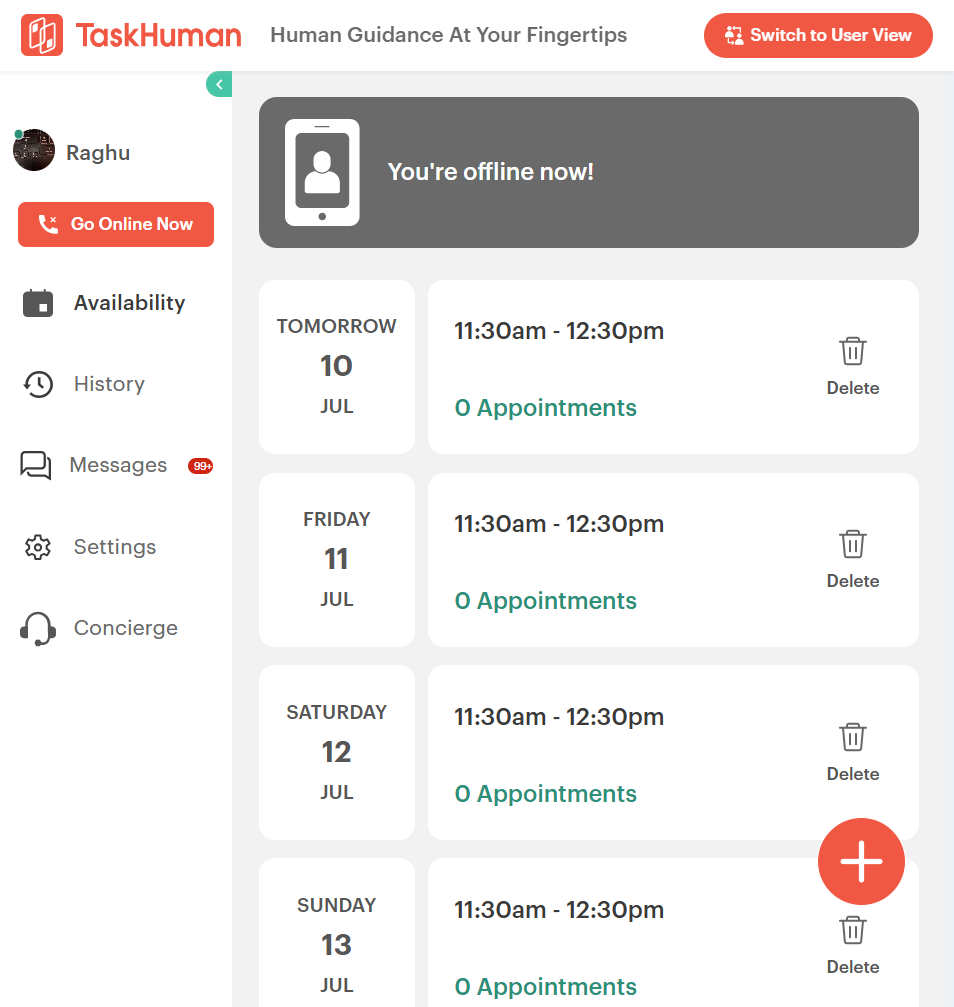 TaskHuman Human Guidance At Your Fingertips Switch to User View
Raghu
Go Online Now
Availability
History
Messages 99+
Settings
Concierge
You're offline now!
TOMORROW
10
JUL
11:30am - 12:30pm
0 Appointments
Delete
FRIDAY
11
JUL
11:30am - 12:30pm
0 Appointments
Delete
SATURDAY
12
JUL
11:30am - 12:30pm
0 Appointments
Delete
SUNDAY
13
JUL
11:30am - 12:30pm
0 Appointments
Delete